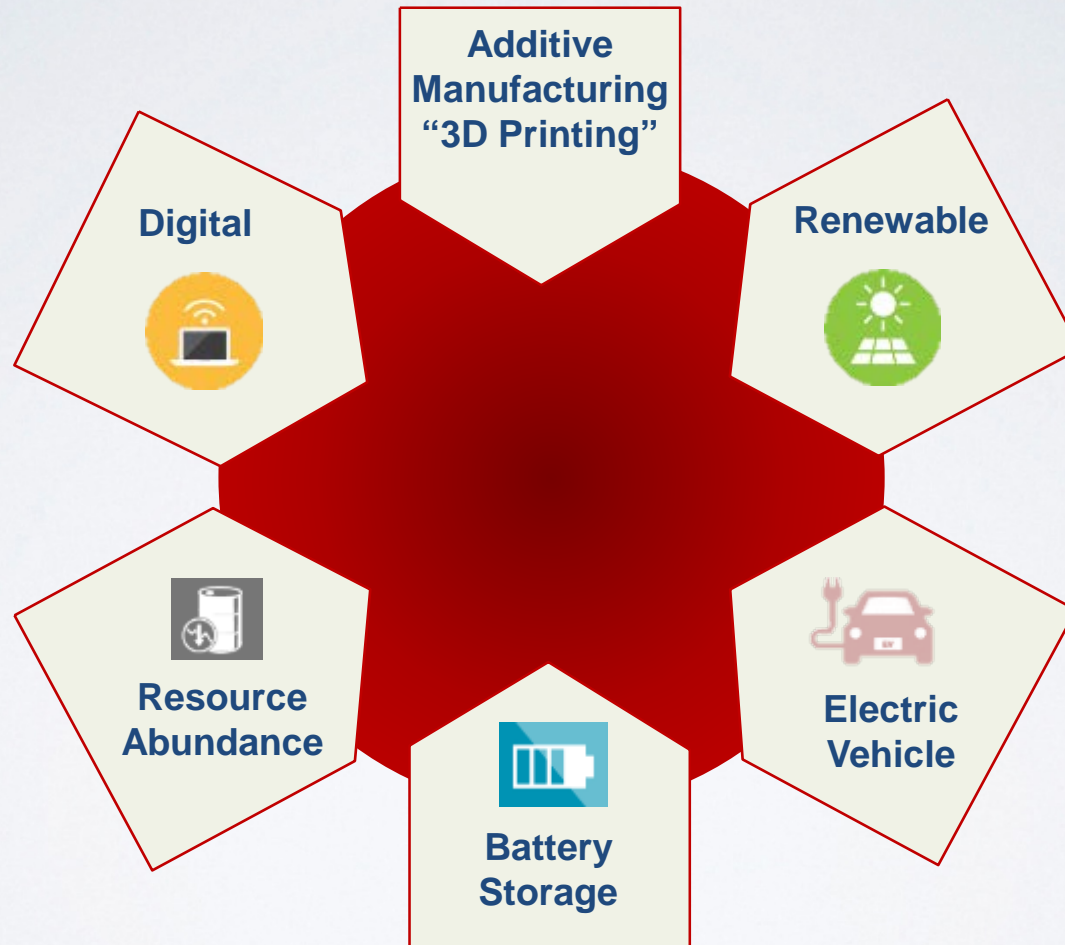 Additive
Manufacturing
“3D Printing”
Digital
Renewable
Resource
Abundance
Electric
Vehicle
Battery
Storage